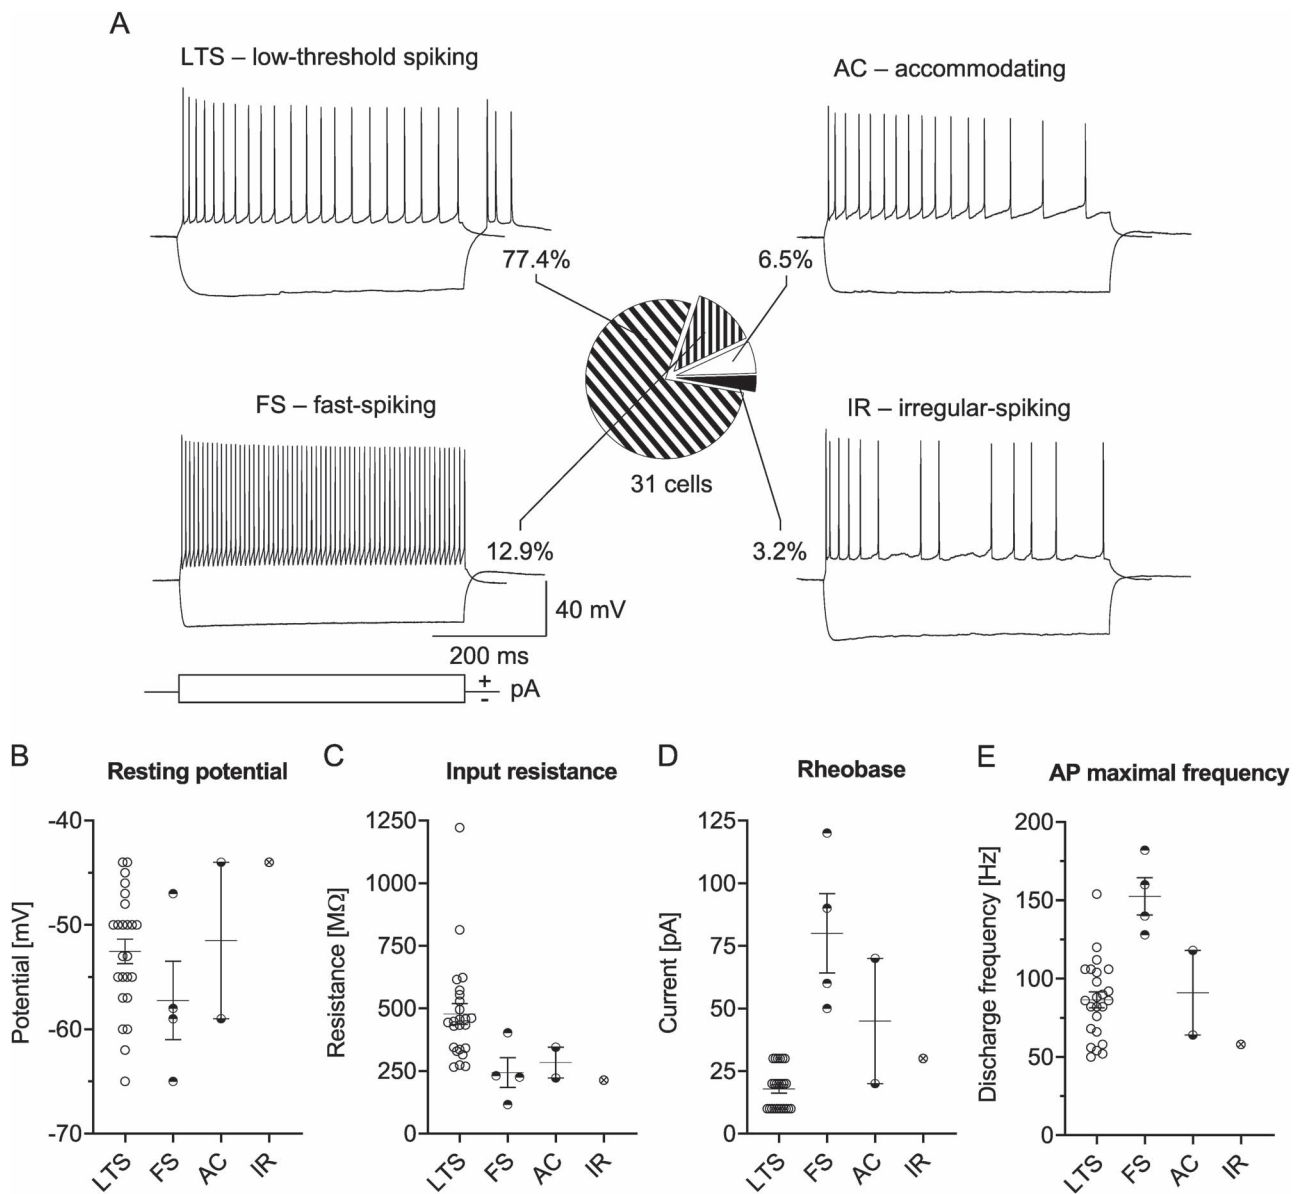 A
LTS – low-threshold spiking
AC – accommodating
77.4%
6.5%
FS – fast-spiking
IR – irregular-spiking
31 cells
12.9%
3.2%
40 mV
200 ms
+
- pA
B Resting potential
C Input resistance
D Rheobase
E AP maximal frequency
Potential [mV]
-40
-50
-60
-70
LTS FS AC IR
Resistance [MΩ]
1250
1000
750
500
250
0
LTS FS AC IR
Current [pA]
125
100
75
50
25
0
LTS FS AC IR
Discharge frequency [Hz]
200
150
100
50
0
LTS FS AC IR